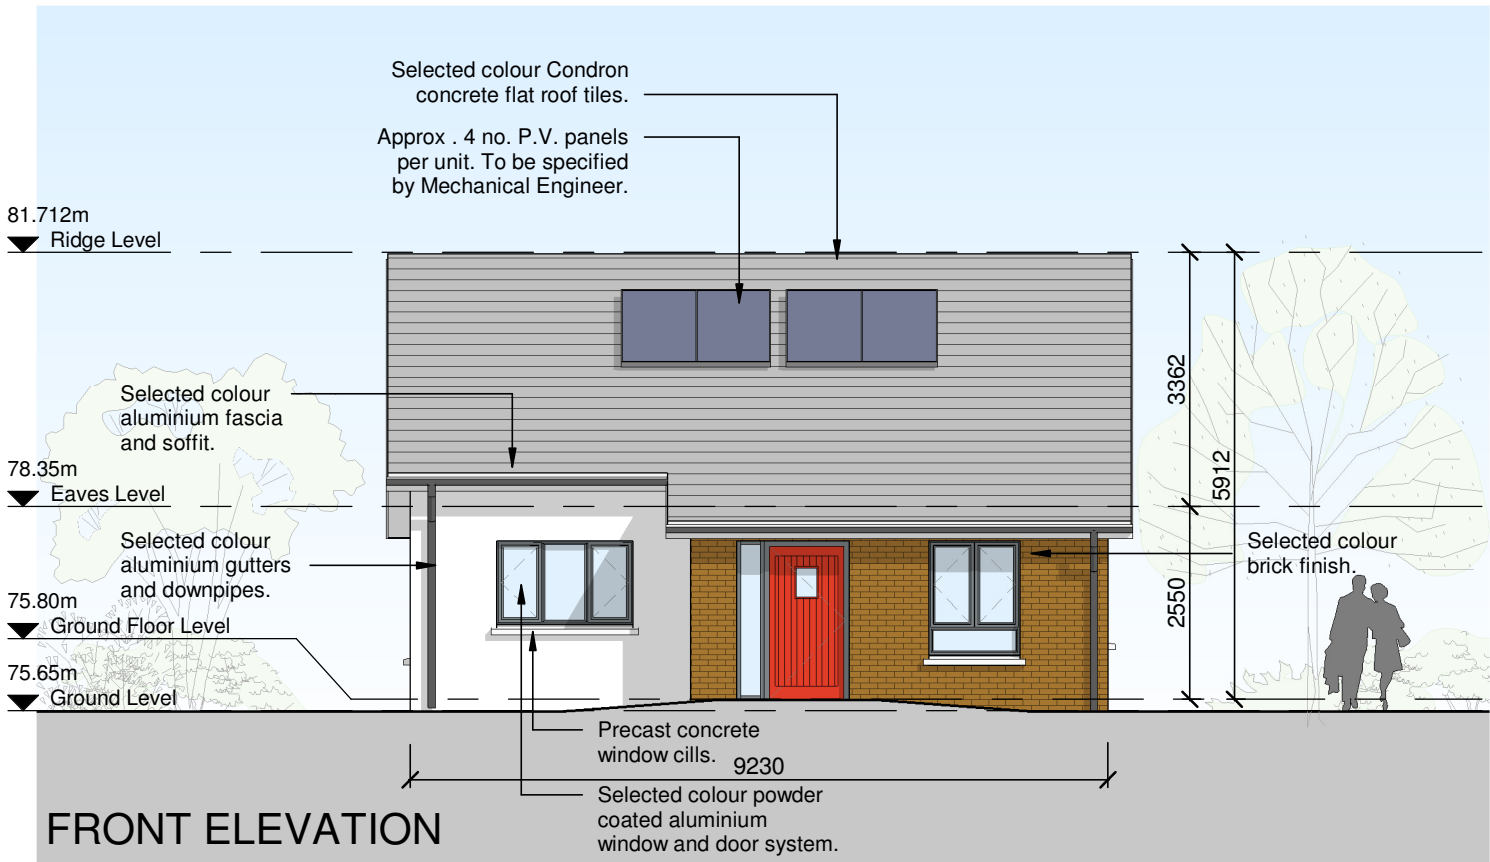 Selected colour Condron
concrete flat roof tiles.
Approx . 4 no. P.V. panels
per unit. To be specified
by Mechanical Engineer.
81.712m
Ridge Level
Selected colour
aluminium fascia
and soffit.
78.35m
Eaves Level
Selected colour
aluminium gutters
and downpipes.
75.80m
Ground Floor Level
75.65m
Ground Level
3362
5912
2550
Selected colour
brick finish.
Precast concrete
window cills.
9230
Selected colour powder
coated aluminium
window and door system.
FRONT ELEVATION